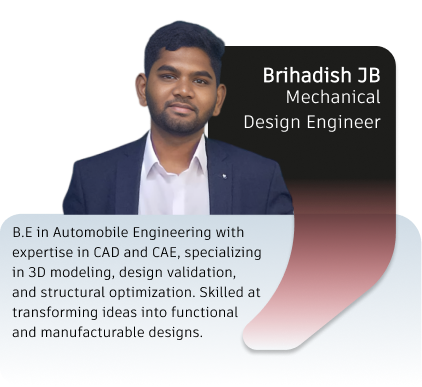 Brihadish JB
Mechanical
Design Engineer
B.E in Automobile Engineering with
expertise in CAD and CAE, specializing
in 3D modeling, design validation,
and structural optimization. Skilled at
transforming ideas into functional
and manufacturable designs.